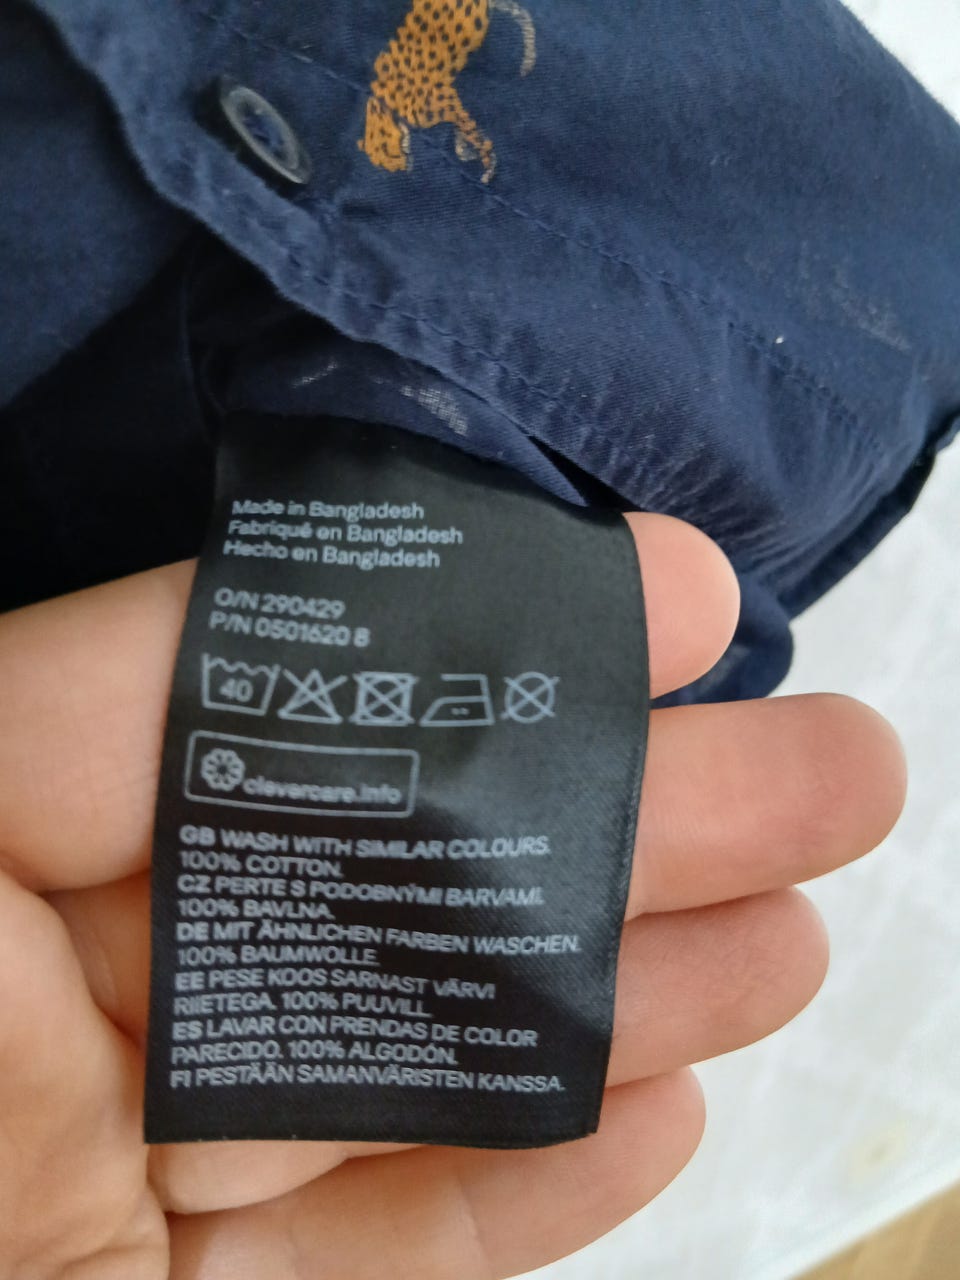 Made in Bangladesh
Fabriqué en Bangladesh
Hecho en Bangladesh
O/N 290429
P/N 0501620 8
40
clevercare.info
GB WASH WITH SIMILAR COLOURS.
100% COTTON.
CZ PERTE S PODOBNÝMI BARVAMI.
100% BAVLNA.
DE MIT ÄHNLICHEN FARBEN WASCHEN.
100% BAUMWOLLE.
EE PESE KOOS SARNAST VÄRVI
RIIETEGA. 100% PUUVILL.
ES LAVAR CON PRENDAS DE COLOR
PARECIDO. 100% ALGODÓN.
FI PESTÄÄN SAMANVÄRISTEN KANSSA.